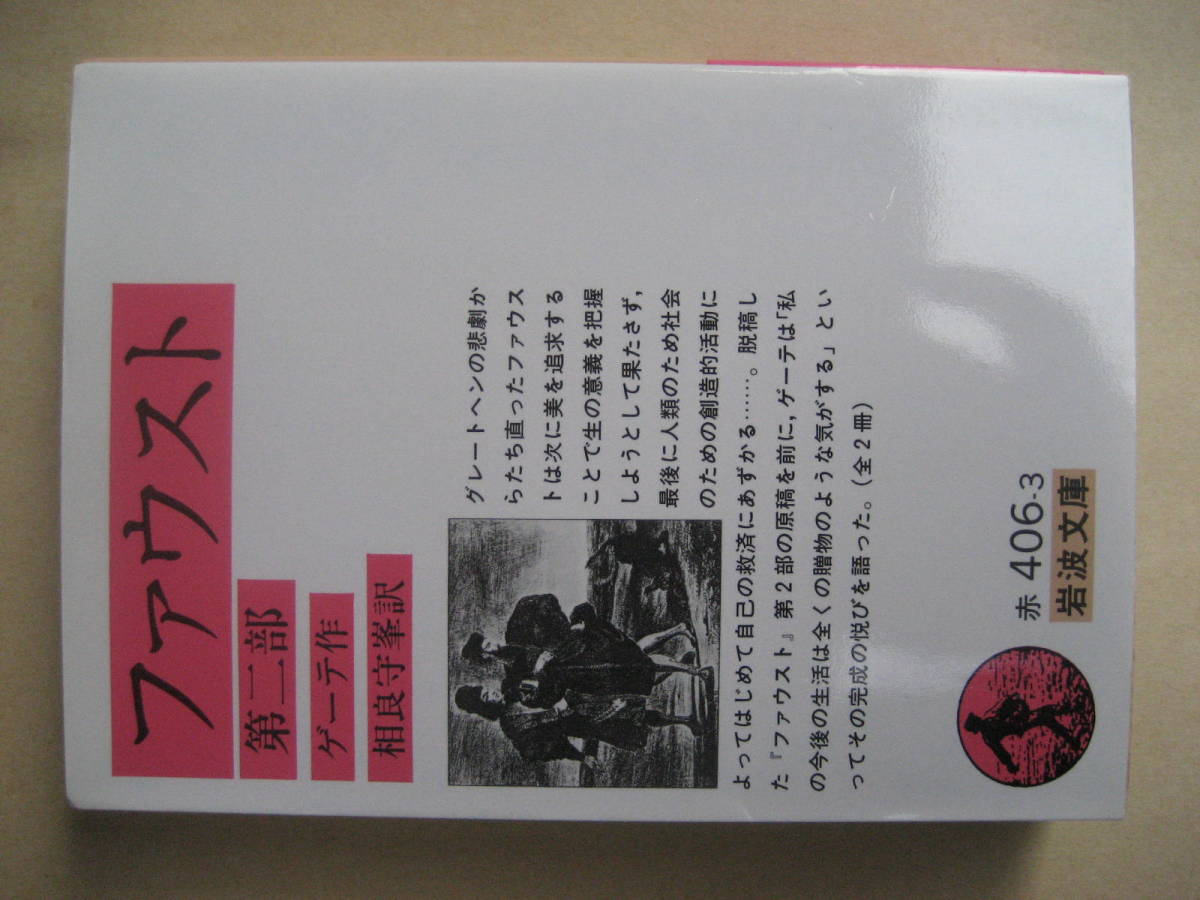 ファウスト
第二部
ゲーテ作
相良守峯訳
グレートヘンの悲劇か
らたち直ったファウス
トは次に美を追求する
ことで生の意義を把握
しようとして果たさず，
最後に人類のため社会
のための創造的活動に
よってはじめて自己の救済にあずかる……。脱稿し
た『ファウスト』第2部の原稿を前に，ゲーテは「私
の今後の生活は全くの贈物のような気がする」とい
ってその完成の悦びを語った。（全2冊）
赤 406-3
岩波文庫